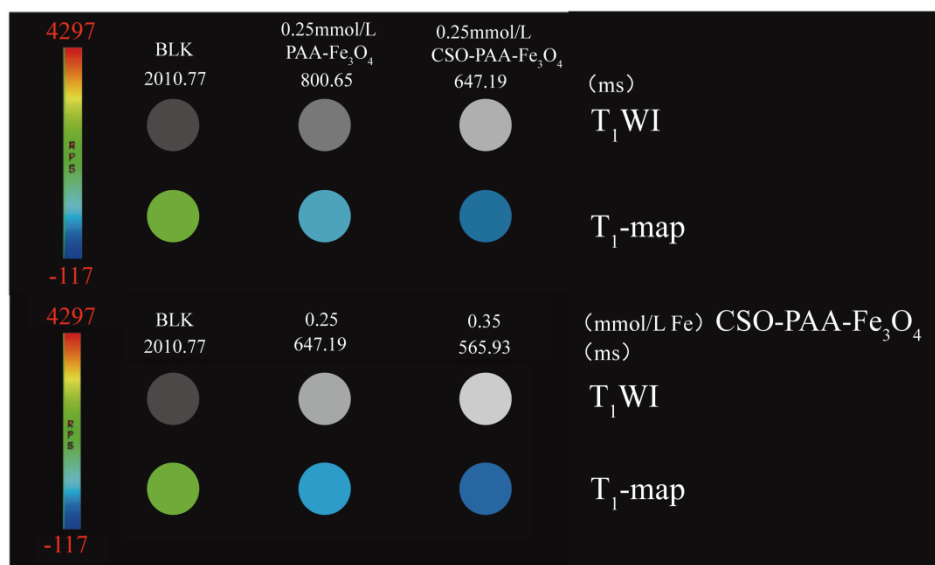 4297
BLK
0.25mmol/L
PAA-Fe₃O₄
0.25mmol/L
CSO-PAA-Fe₃O₄
2010.77
800.65
647.19
（ms）
T₁WI
RPS
T₁-map
-117
4297
BLK
0.25
0.35
（mmol/L Fe）CSO-PAA-Fe₃O₄
2010.77
647.19
565.93
（ms）
T₁WI
RPS
T₁-map
-117